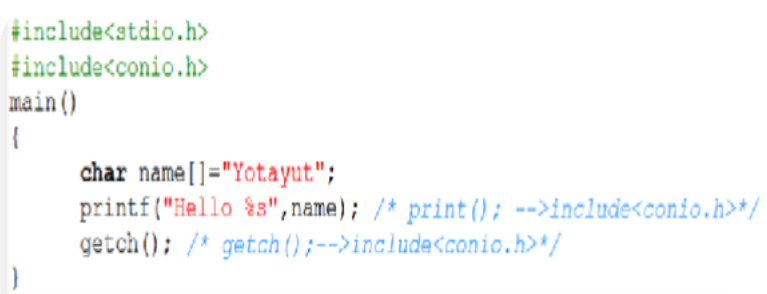 #include<stdio.h>
#include<conio.h>
main()
{
char name[]="Yotayut";
printf("Hello %s",name); /* print(); -->include<conio.h>*/
getch(); /* getch();-->include<conio.h>*/
}